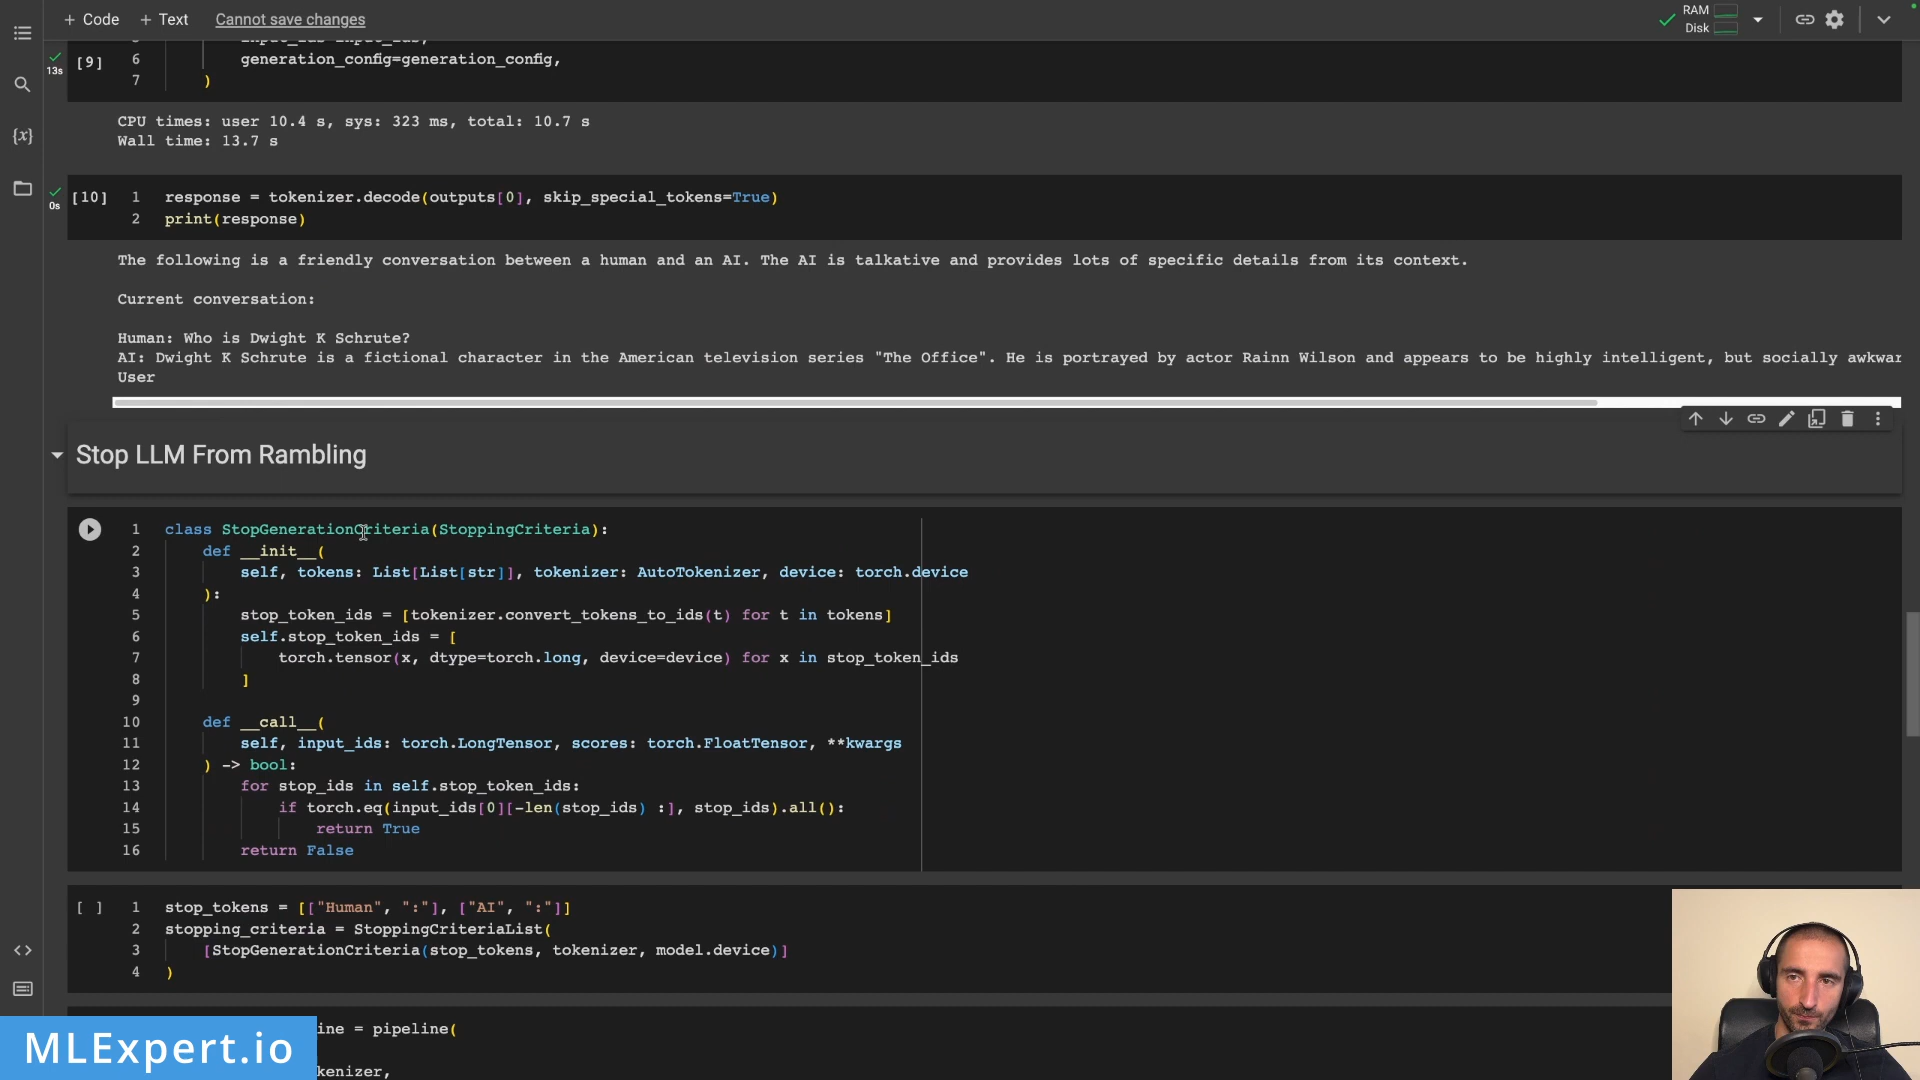 + Code + Text Cannot save changes
RAM
Disk
13s
[9]
6 generation_config=generation_config,
7 )
CPU times: user 10.4 s, sys: 323 ms, total: 10.7 s
Wall time: 13.7 s
0s
[10]
1 response = tokenizer.decode(outputs[0], skip_special_tokens=True)
2 print(response)
The following is a friendly conversation between a human and an AI. The AI is talkative and provides lots of specific details from its context.
Current conversation:
Human: Who is Dwight K Schrute?
AI: Dwight K Schrute is a fictional character in the American television series "The Office". He is portrayed by actor Rainn Wilson and appears to be highly intelligent, but socially awkwar
User
Stop LLM From Rambling
1 class StopGenerationCriteria(StoppingCriteria):
2 def __init__(
3 self, tokens: List[List[str]], tokenizer: AutoTokenizer, device: torch.device
4 ):
5 stop_token_ids = [tokenizer.convert_tokens_to_ids(t) for t in tokens]
6 self.stop_token_ids = [
7 torch.tensor(x, dtype=torch.long, device=device) for x in stop_token_ids
8 ]
9
10 def __call__(
11 self, input_ids: torch.LongTensor, scores: torch.FloatTensor, **kwargs
12 ) -> bool:
13 for stop_ids in self.stop_token_ids:
14 if torch.eq(input_ids[0][-len(stop_ids) :], stop_ids).all():
15 return True
16 return False
[ ]
1 stop_tokens = [["Human", ":"], ["AI", ":"]]
2 stopping_criteria = StoppingCriteriaList(
3 [StopGenerationCriteria(stop_tokens, tokenizer, model.device)]
4 )
ine = pipeline(
kenizer,
MLExpert.io